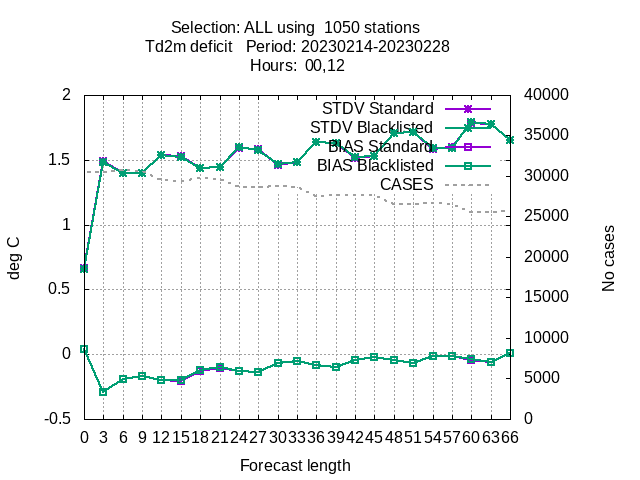 Selection: ALL using  1050 stations
Td2m deficit   Period: 20230214-20230228
Hours:  00,12
2
1.5
1
0.5
0
-0.5
deg C
STDV Standard
STDV Blacklisted
BIAS Standard
BIAS Blacklisted
CASES
40000
35000
30000
25000
20000
15000
10000
5000
0
No cases
0 3 6 9 12 15 18 21 24 27 30 33 36 39 42 45 48 51 54 57 60 63 66
Forecast length